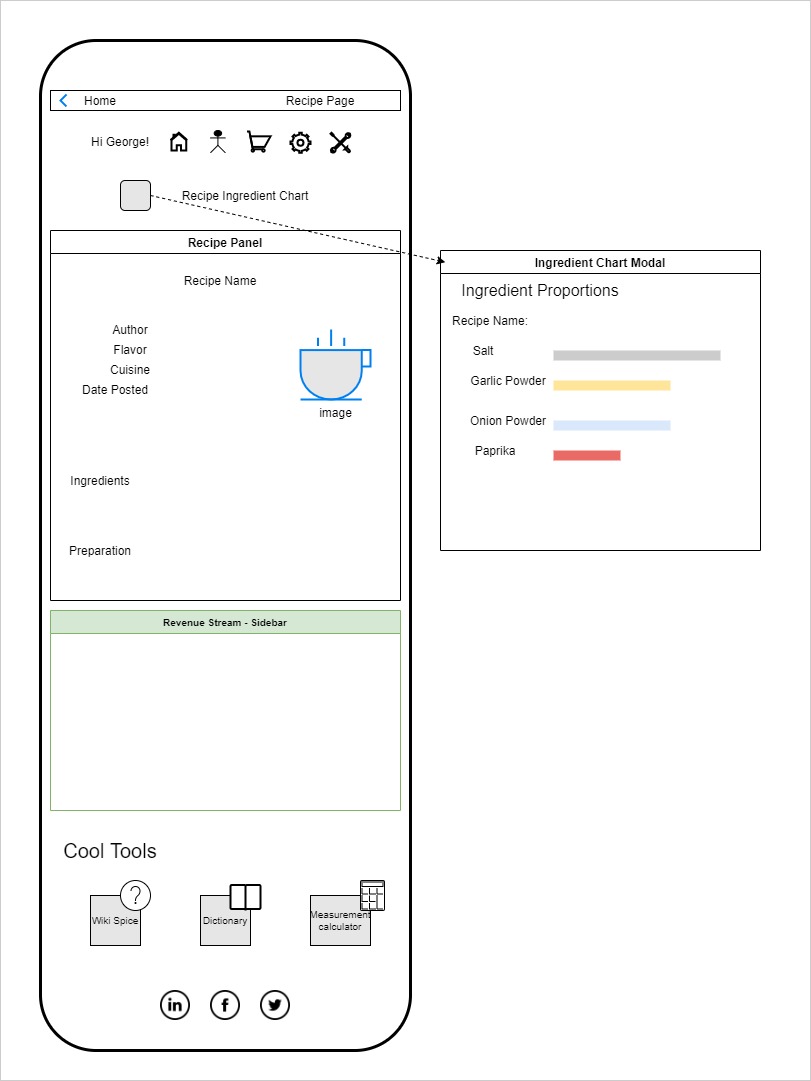 Home
Recipe Page
Hi George!
Recipe Ingredient Chart
Recipe Panel
Recipe Name
Author
Flavor
Cuisine
Date Posted
image
Ingredients
Preparation
Ingredient Chart Modal
Ingredient Proportions
Recipe Name:
Salt
Garlic Powder
Onion Powder
Paprika
Revenue Stream - Sidebar
Cool Tools
?
Wiki Spice
Dictionary
Measurement
calculator
in
f